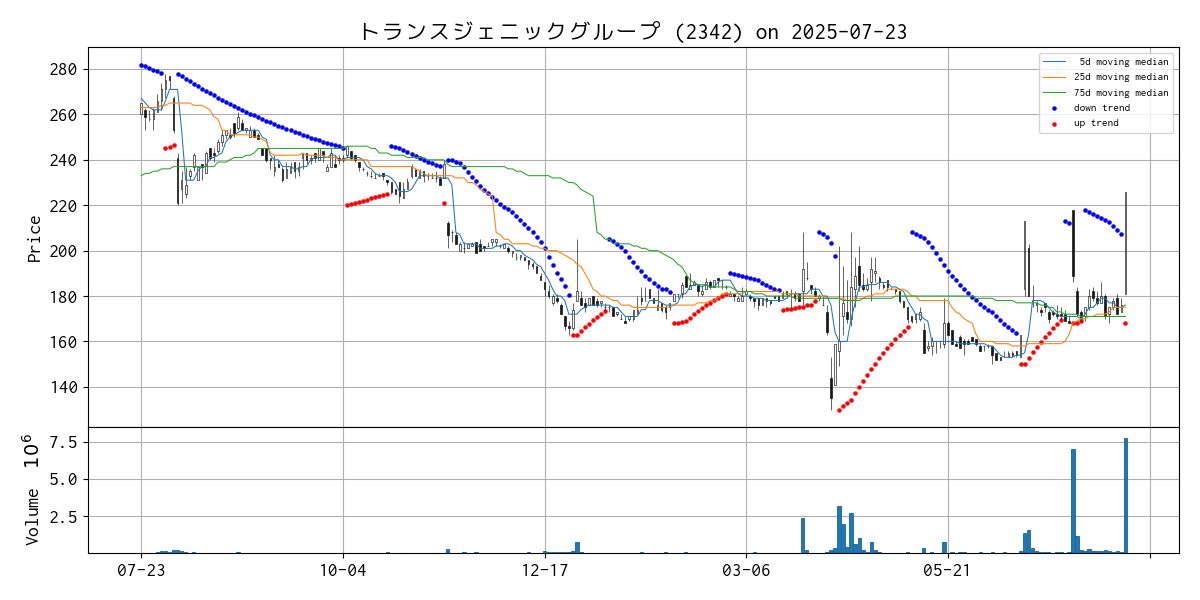 トランスジェニックグループ (2342) on 2025-07-23
280
260
240
220
200
180
160
140
Price
5d moving median
25d moving median
75d moving median
down trend
up trend
7.5
5.0
2.5
Volume 10^6
07-23
10-04
12-17
03-06
05-21